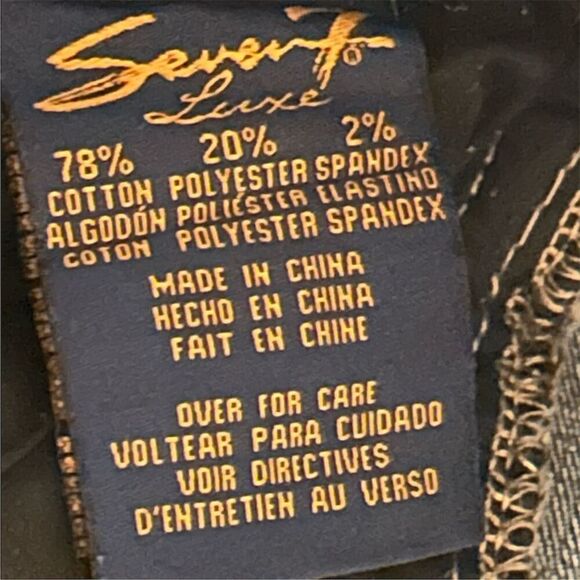 Seven7®
Luxe
78% 20% 2%
COTTON POLYESTER SPANDEX
ALGODÓN POLIÉSTER ELASTINO
COTON POLYESTER SPANDEX
MADE IN CHINA
HECHO EN CHINA
FAIT EN CHINE
OVER FOR CARE
VOLTEAR PARA CUIDADO
VOIR DIRECTIVES
D'ENTRETIEN AU VERSO